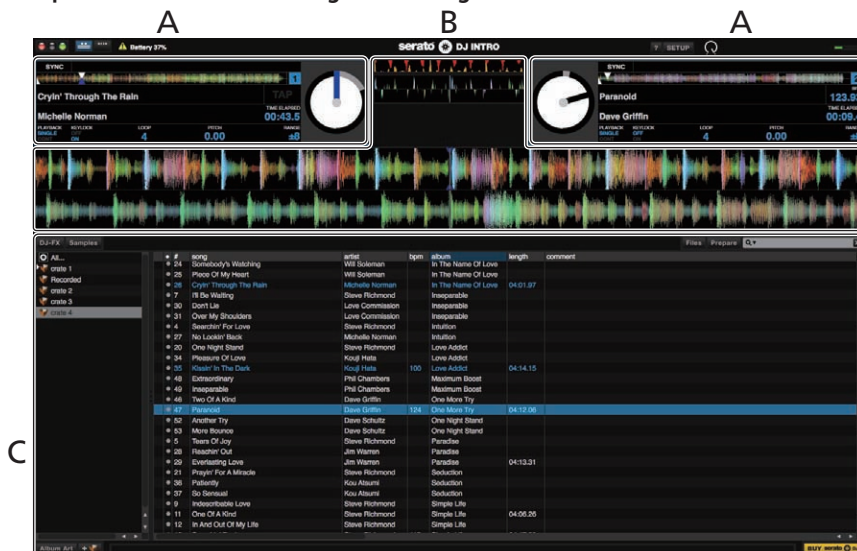 A B A
Battery 37% serato DJ INTRO ? SETUP
SYNC SYNC
1
Cryin' Through The Rain TAP Paranoid 123.9
Michelle Norman TIME ELAPSED Dave Griffin TIME ELAPSED
00:43.5 00:09.
PLAYBACK KEYLOCK LOOP PITCH RANGE PLAYBACK KEYLOCK LOOP PITCH RANGE
SINGLE OFF 4 0.00 ±8 SINGLE OFF 4 0.00
ON ON
DJ-FX Samples Files Prepare
All... # song artist bpm album length comment
24 Somebody's Watching Will Soleman In The Name Of Love
crate 1
25 Piece Of My Heart Will Soleman In The Name Of Love
Recorded
26 Cryin' Through The Rain Michelle Norman In The Name Of Love 04:01.97
crate 2
7 I'll Be Waiting Steve Richmond Inseparable
crate 3
30 Don't Lie Love Commission Inseparable
crate 4
31 Over My Shoulders Love Commission Inseparable
4 Searchin' For Love Steve Richmond Intuition
27 No Lookin' Back Michelle Norman Intuition
20 One Night Stand Steve Richmond Love Addict
34 Pleasure Of Love Kouji Hata Love Addict
35 Kissin' In The Dark Kouji Hata 100 Love Addict 04:14.15
48 Extraordinary Phil Chambers Maximum Boost
49 Inseparable Phil Chambers Maximum Boost
46 Two Of A Kind Dave Griffin One More Try
47 Paranoid Dave Griffin 124 One More Try 04:12.06
52 Another Try Dave Schultz One Night Stand
53 More Bounce Dave Schultz One Night Stand
5 Tears Of Joy Steve Richmond Paradise
28 Reachin' Out Jim Warren Paradise
C
29 Everlasting Love Jim Warren Paradise 04:13.31
21 Prayin' For A Miracle Steve Richmond Seduction
36 Patiently Kou Atsumi Seduction
37 So Sensual Kou Atsumi Seduction
9 Indescribable Love Steve Richmond Simple Life
11 One Of A Kind Steve Richmond Simple Life 04:06.26
12 In And Out Of My Life Steve Richmond Simple Life
Album Art BUY serato